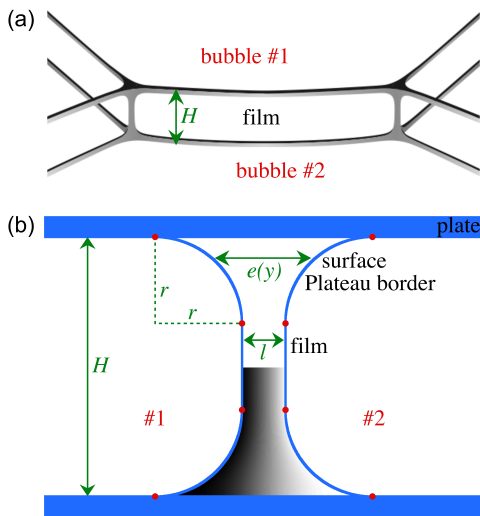 (a)
bubble #1
H
film
bubble #2
(b)
plate
e(y)
surface
Plateau border
r
r
H
l
film
#1
#2